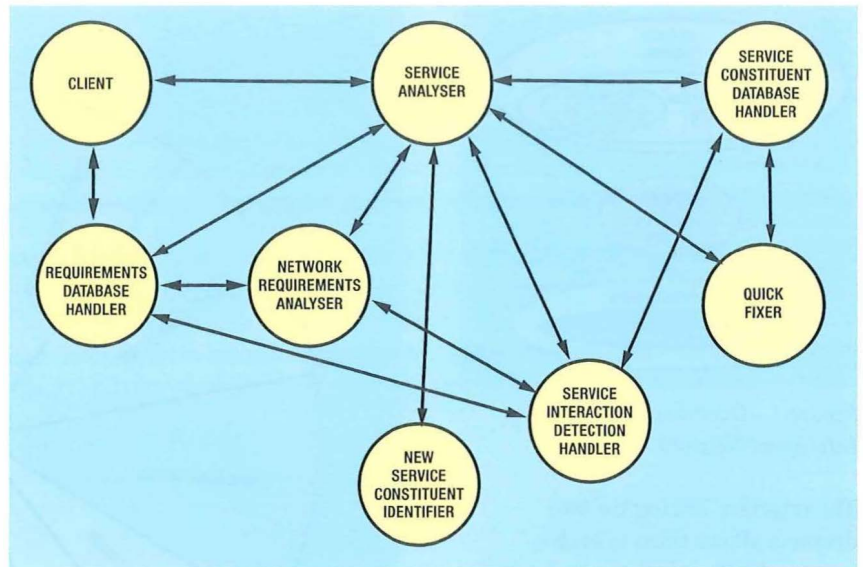 CLIENT
SERVICE
ANALYSER
SERVICE
CONSTITUENT
DATABASE
HANDLER
REQUIREMENTS
DATABASE
HANDLER
NETWORK
REQUIREMENTS
ANALYSER
QUICK
FIXER
SERVICE
INTERACTION
DETECTION
HANDLER
NEW
SERVICE
CONSTITUENT
IDENTIFIER